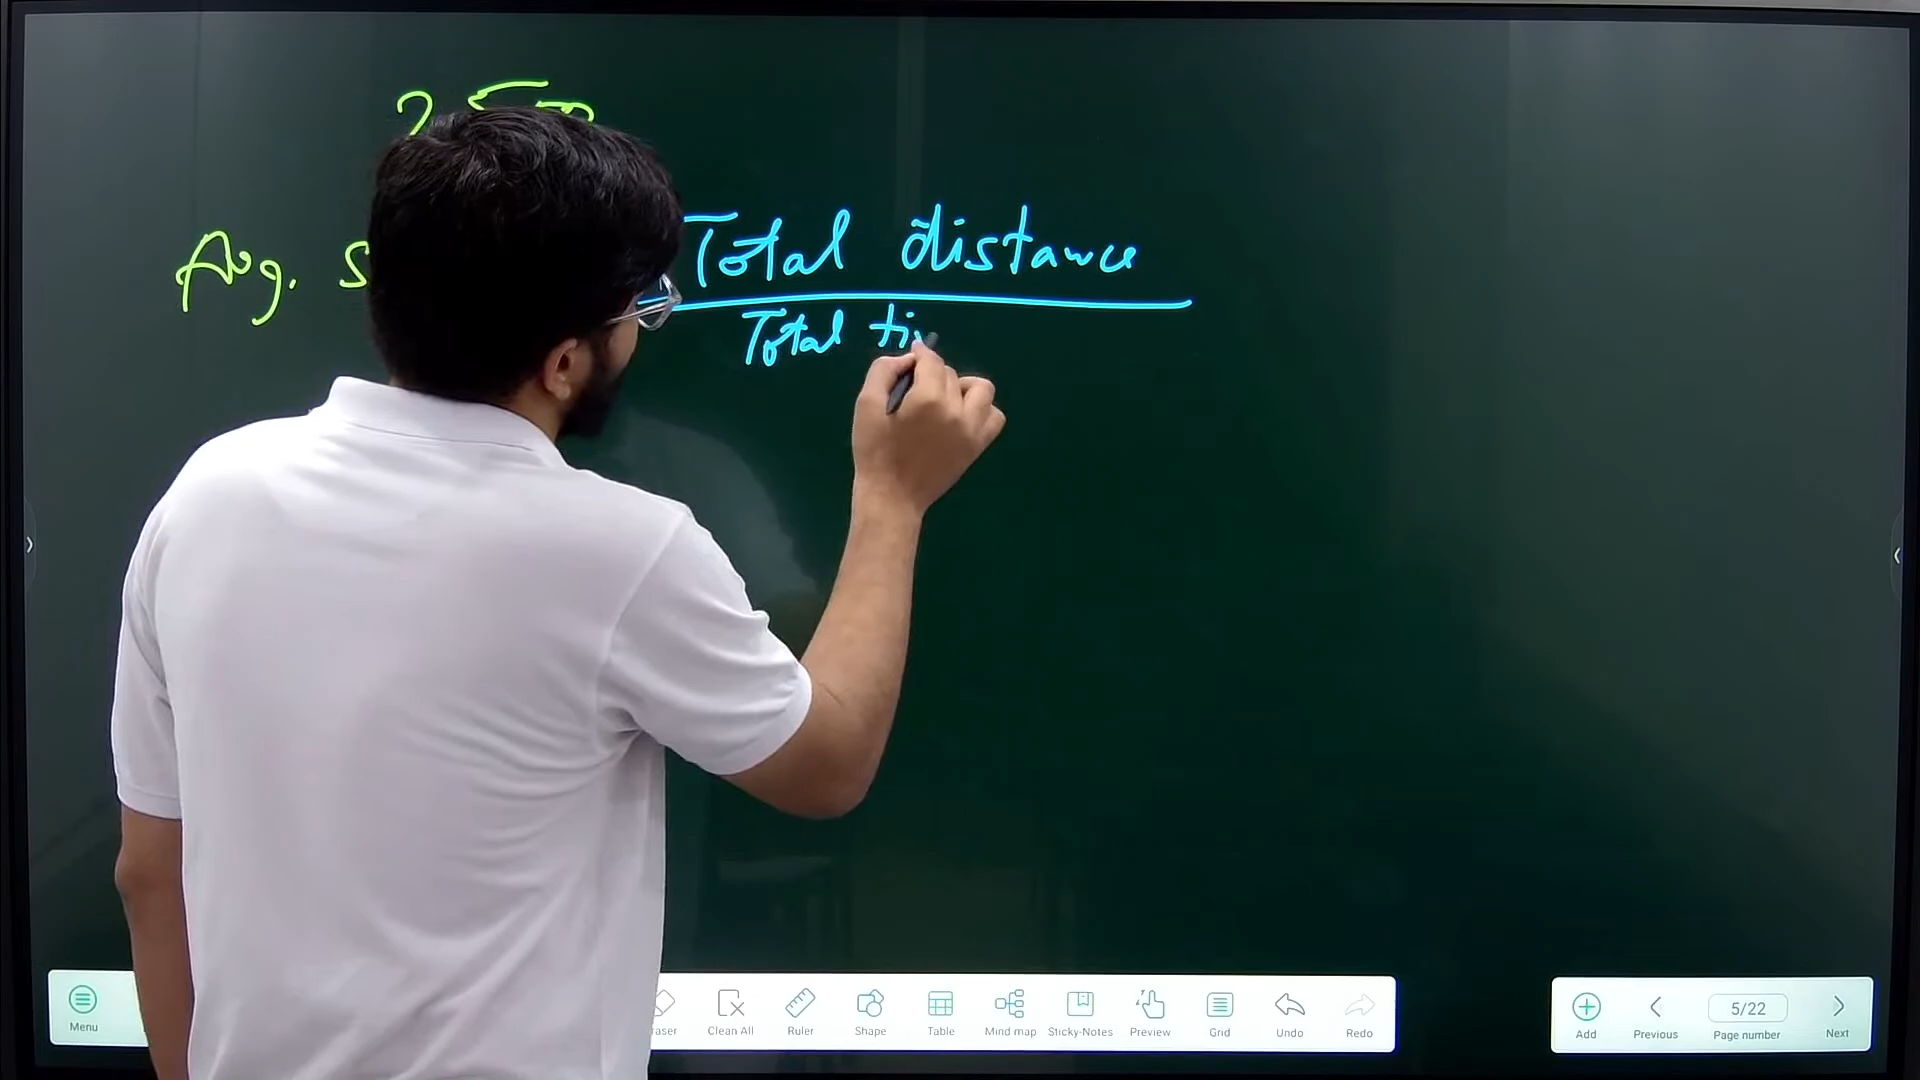 Avg. s
Total distance
Total ti
Menu
raser
Clean All
Ruler
Shape
Table
Mind map
Sticky-Notes
Preview
Grid
Undo
Redo
Add
Previous
5/22
Page number
Next